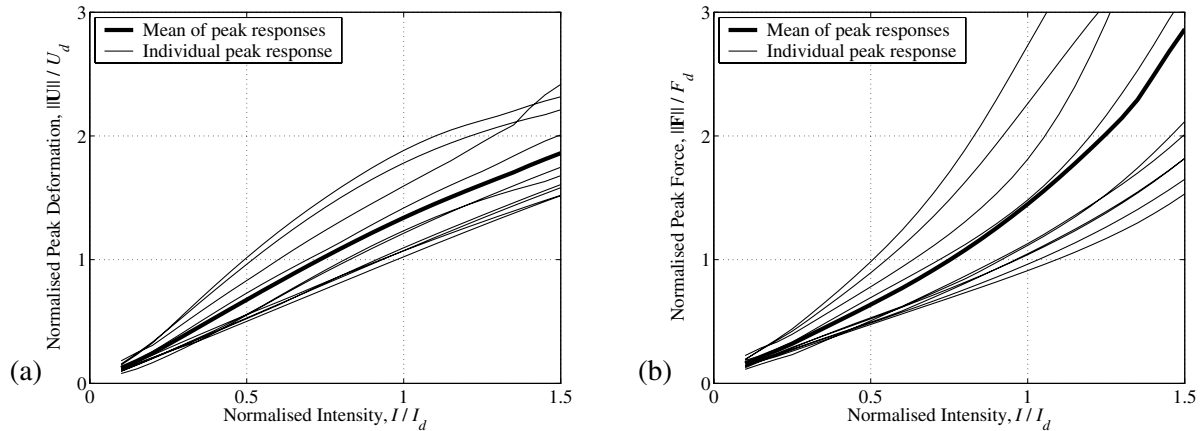 3
2
1
0
0
0.5
1
1.5
Normalised Peak Deformation, ||U|| / U_d
Mean of peak responses
Individual peak response
Normalised Intensity, I / I_d
(a)
3
2
1
0
0
0.5
1
1.5
Normalised Peak Force, ||F|| / F_d
Mean of peak responses
Individual peak response
Normalised Intensity, I / I_d
(b)